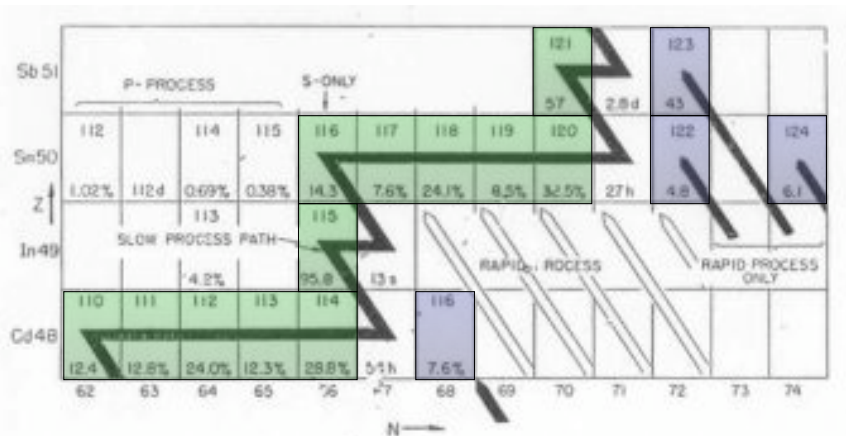 121 123
Sb 51
P-PROCESS S-ONLY
57 2.8d 43
112 114 115 116 117 118 119 120 122 124
Sn50
1.02% 112d 0.69% 0.38% 14.3 7.6% 24.1% 8.5% 32.5% 27h 4.8 6.1
Z
113 115
In49 SLOW PROCESS PATH RAPID PROCESS RAPID PROCESS
ONLY
4.2% 95.8 13s
110 111 112 113 114 116
Cd48
12.4 12.8% 24.0% 12.3% 28.8% 7.6%
62 63 64 65 68 69 70 71 72 73 74
N